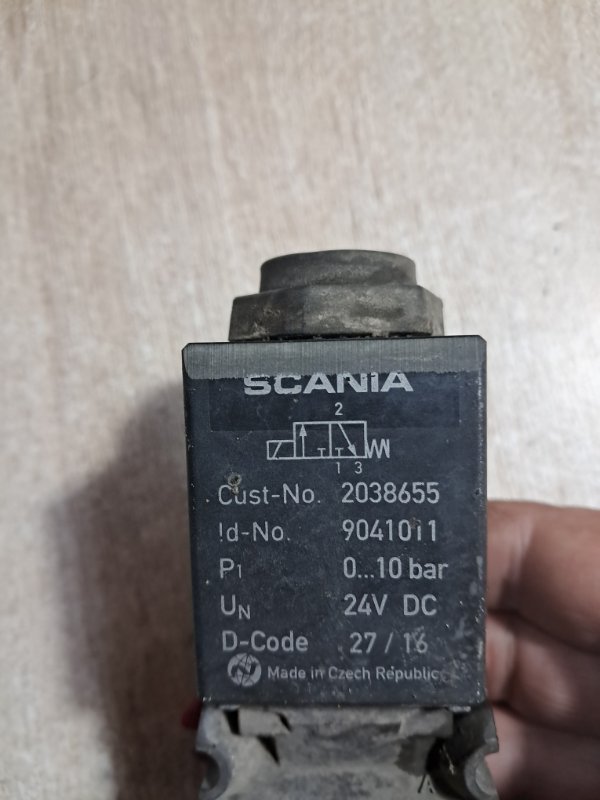 SCANIA
2
1 3
Cust-No. 2038655
Id-No. 9041011
P1 0...10 bar
UN 24V DC
D-Code 27 / 16
Made in Czech Republic